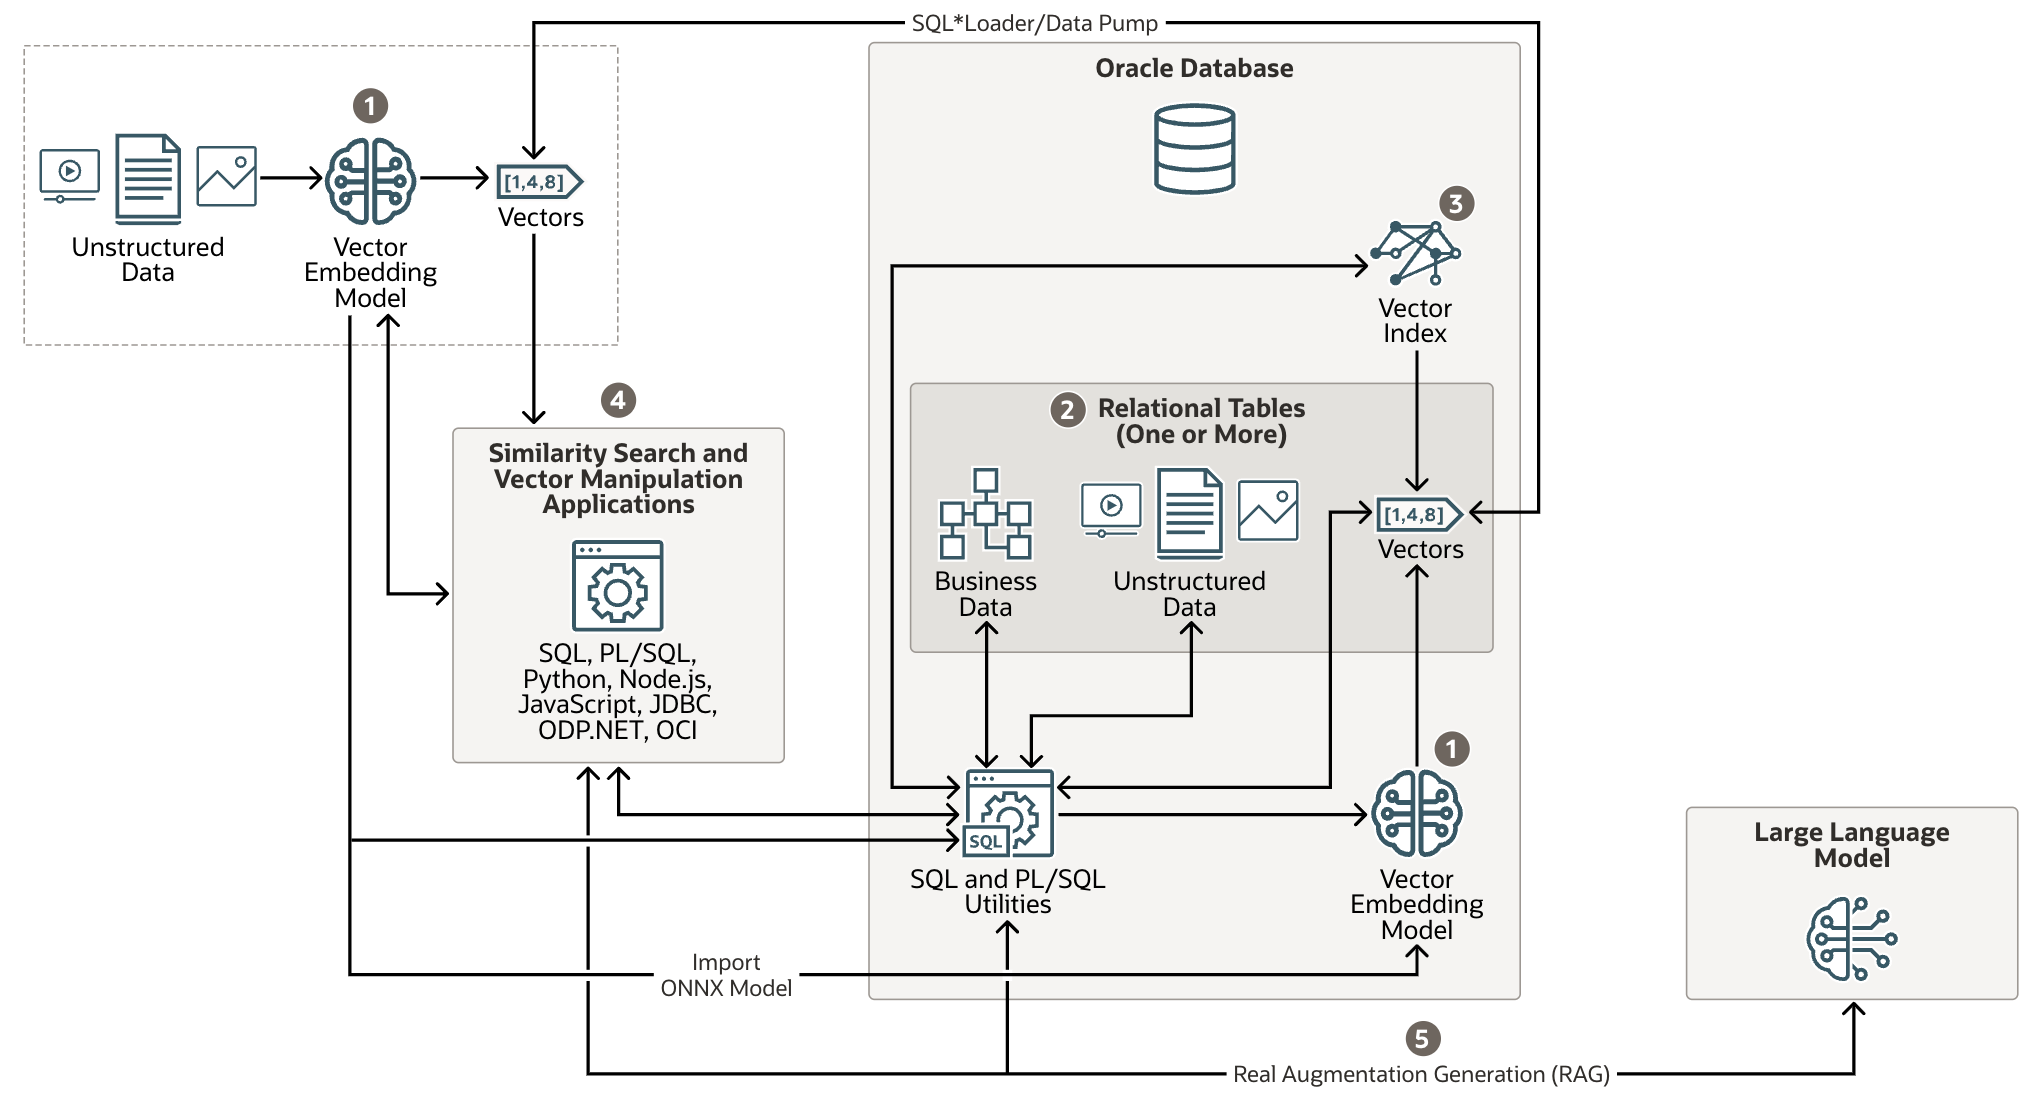 SQL*Loader/Data Pump
1
Unstructured
Data
Vector
Embedding
Model
[1,4,8]
Vectors
4
Similarity Search and
Vector Manipulation
Applications
SQL, PL/SQL,
Python, Node.js,
JavaScript, JDBC,
ODP.NET, OCI
Oracle Database
3
Vector
Index
2 Relational Tables
(One or More)
Business
Data
Unstructured
Data
[1,4,8]
Vectors
SQL
SQL and PL/SQL
Utilities
1
Vector
Embedding
Model
Import
ONNX Model
Large Language
Model
5
Real Augmentation Generation (RAG)